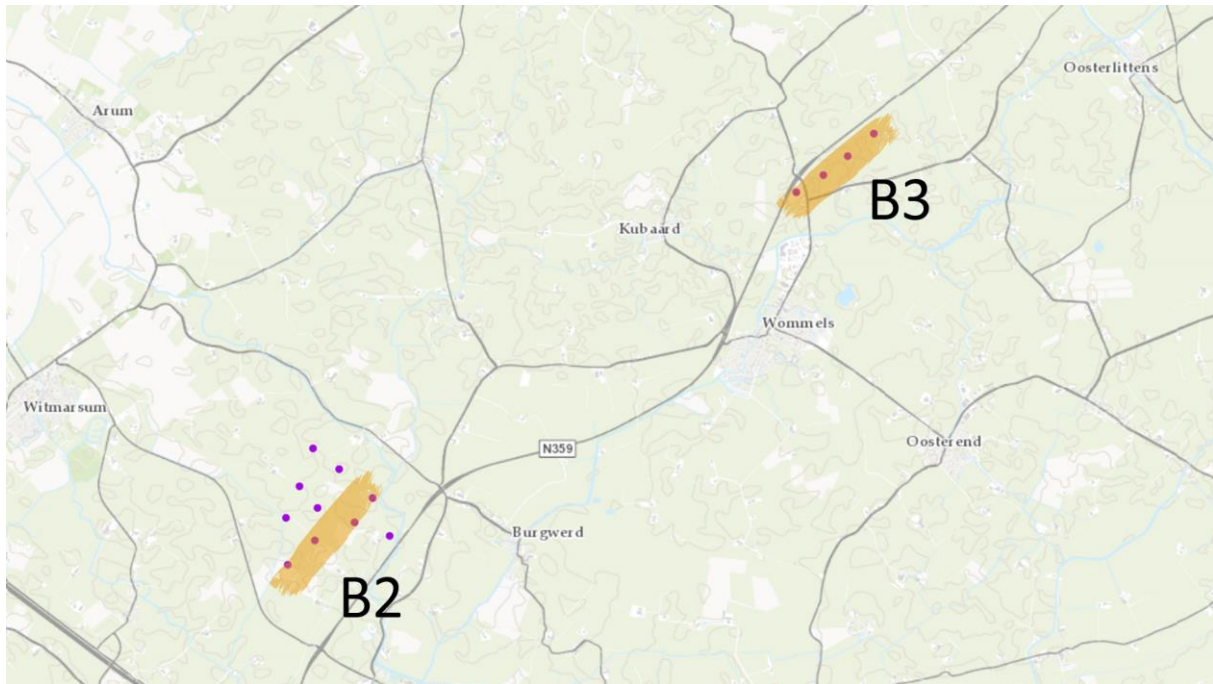 Oosterlittens
Arum
B3
Kubaard
Wommels
Witmarsum
Oosterend
N359
Burgwerd
B2